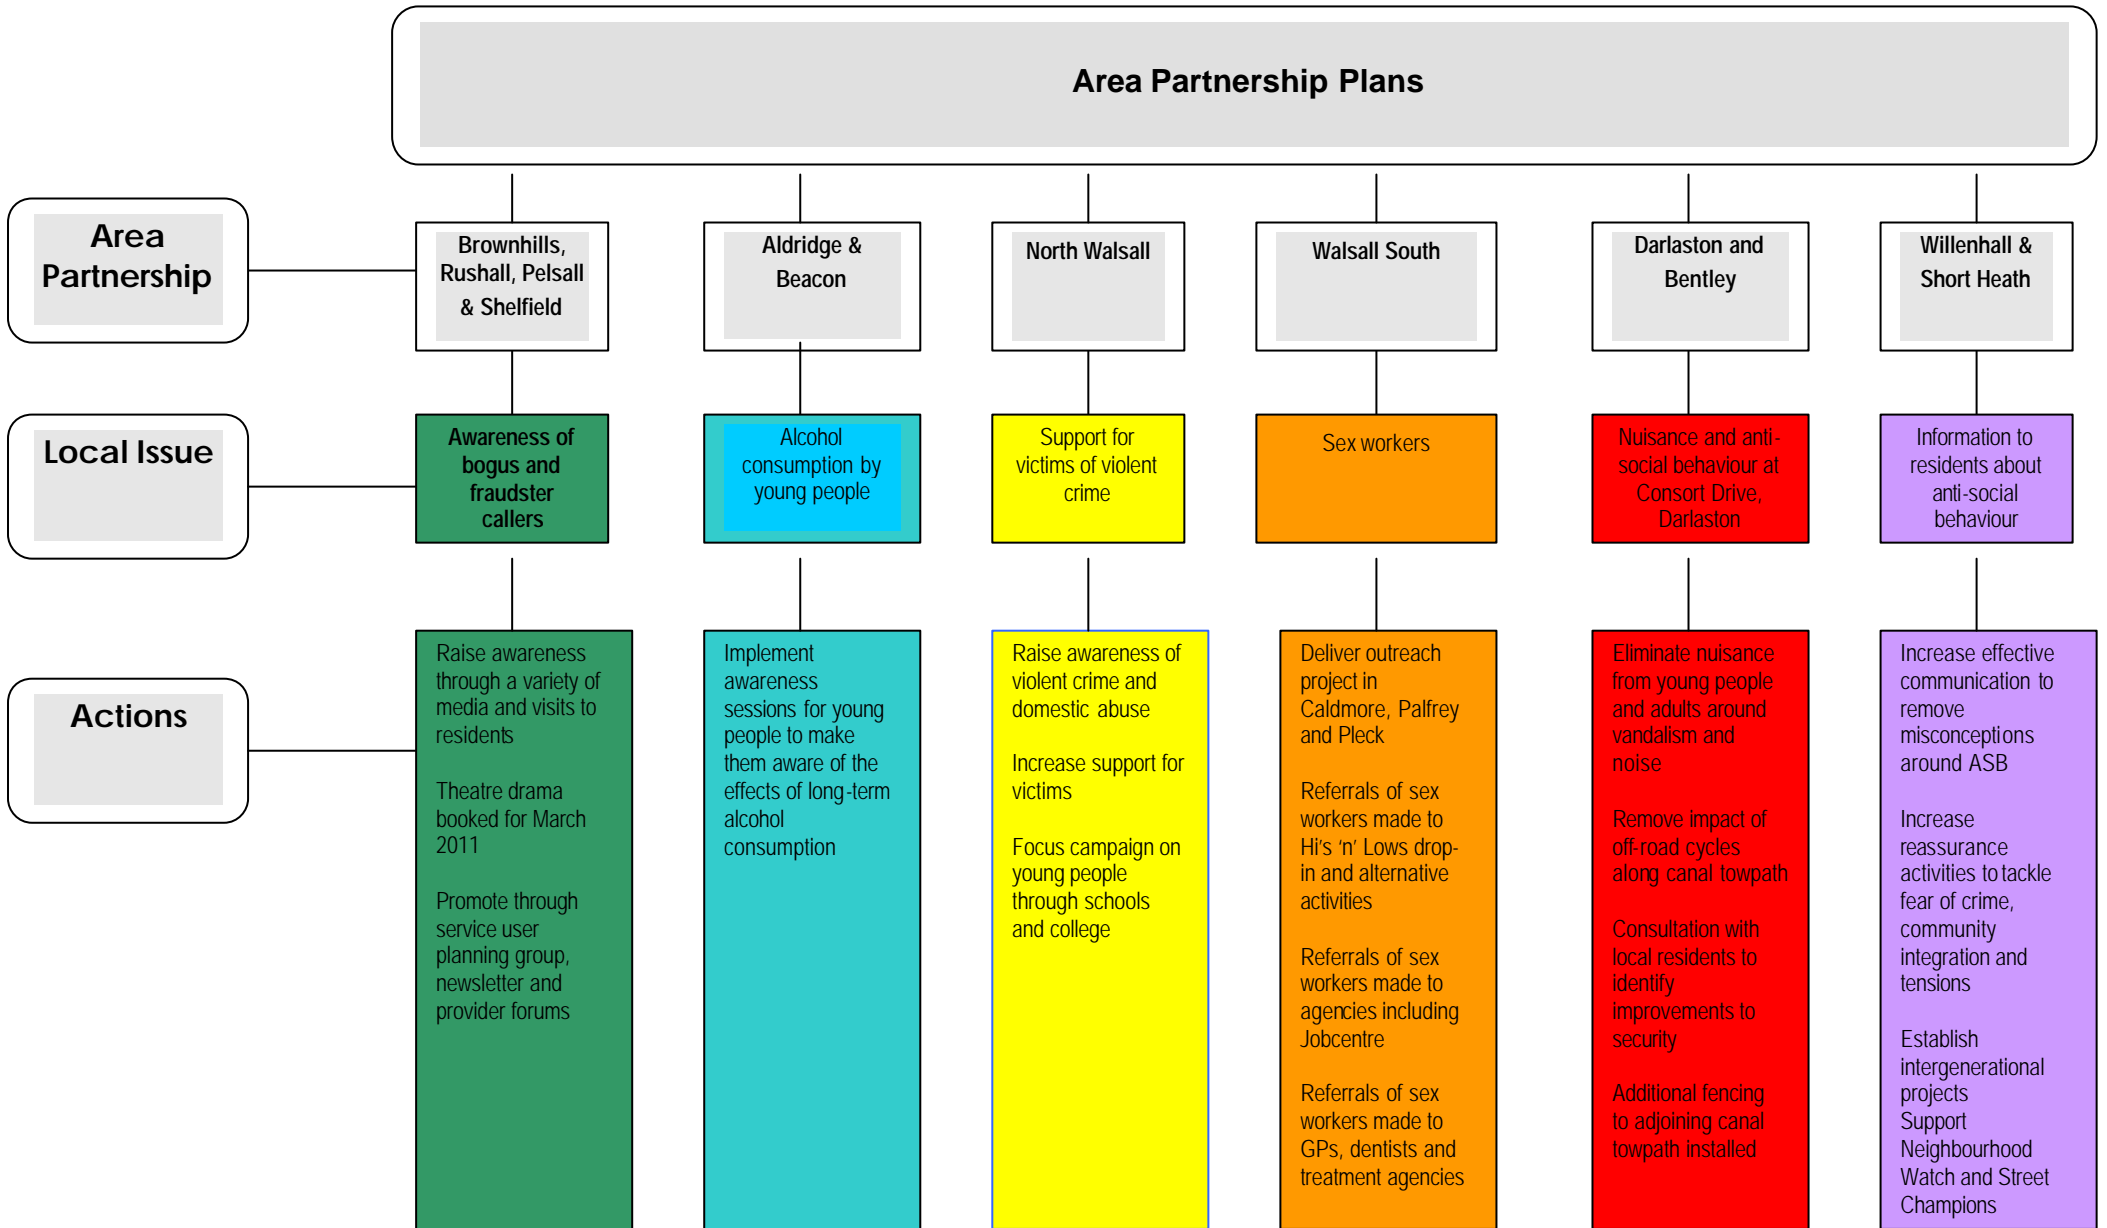 Area Partnership Plans
Area
Partnership
Brownhills,
Rushall, Pelsall
& Shelfield
Aldridge &
Beacon
North Walsall
Walsall South
Darlaston and
Bentley
Willenhall &
Short Heath
Local Issue
Awareness of
bogus and
fraudster
callers
Alcohol
consumption by
young people
Support for
victims of violent
crime
Sex workers
Nuisance and anti-
social behaviour at
Consort Drive,
Darlaston
Information to
residents about
anti-social
behaviour
Actions
Raise awareness
through a variety of
media and visits to
residents
Theatre drama
booked for March
2011
Promote through
service user
planning group,
newsletter and
provider forums
Implement
awareness
sessions for young
people to make
them aware of the
effects of long-term
alcohol
consumption
Raise awareness of
violent crime and
domestic abuse
Increase support for
victims
Focus campaign on
young people
through schools
and college
Deliver outreach
project in
Caldmore, Palfrey
and Pleck
Referrals of sex
workers made to
Hi's ‘n’ Lows drop-
in and alternative
activities
Referrals of sex
workers made to
agencies including
Jobcentre
Referrals of sex
workers made to
GPs, dentists and
treatment agencies
Eliminate nuisance
from young people
and adults around
vandalism and
noise
Remove impact of
off-road cycles
along canal towpath
Consultation with
local residents to
identify
improvements to
security
Additional fencing
to adjoining canal
towpath installed
Increase effective
communication to
remove
misconceptions
around ASB
Increase
reassurance
activities to tackle
fear of crime,
community
integration and
tensions
Establish
intergenerational
projects
Support
Neighbourhood
Watch and Street
Champions